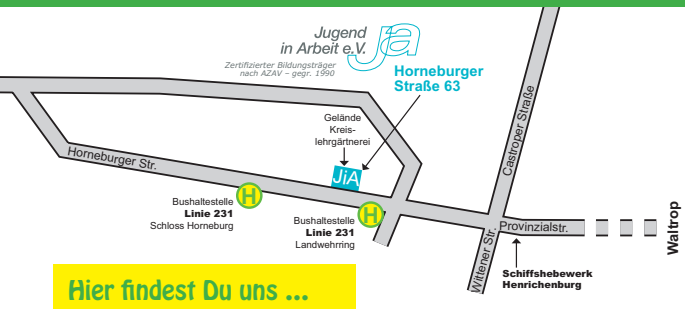 Jugend
in Arbeit e.V.
ja
Zertifizierter Bildungsträger
nach AZAV – gegr. 1990
Horneburger
Straße 63
Gelände
Kreis-
lehrgärtnerei
JiA
Castroper Straße
Horneburger Str.
H
Bushaltestelle
Linie 231
Schloss Horneburg
H
Bushaltestelle
Linie 231
Landwehrring
Wittener Str.
Provinzialstr.
Waltrop
Schiffshebewerk
Henrichenburg
Hier findest Du uns ...